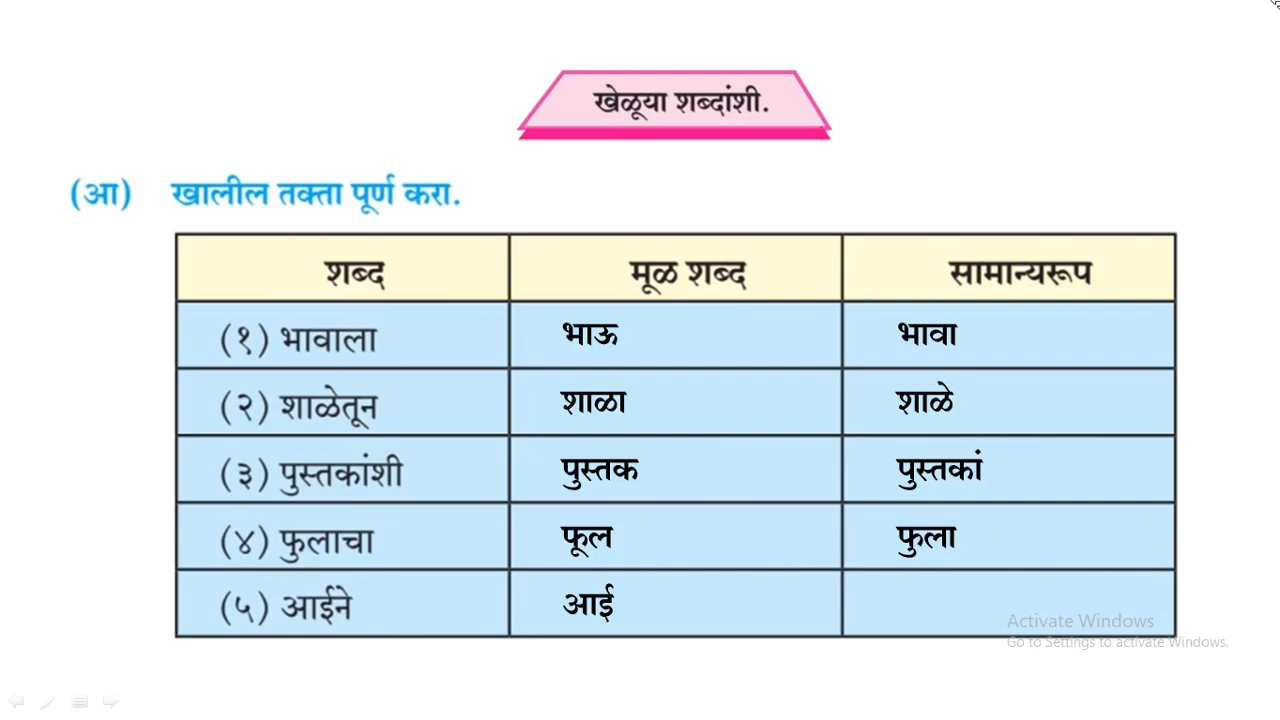 खेळूया शब्दांशी.
(आ) खालील तक्ता पूर्ण करा.
शब्द मूळ शब्द सामान्यरूप
(१) भावाला भाऊ भावा
(२) शाळेतून शाळा शाळे
(३) पुस्तकांशी पुस्तक पुस्तकां
(४) फुलाचा फूल फुला
(५) आईने आई
Activate Windows
Go to Settings to activate Windows.